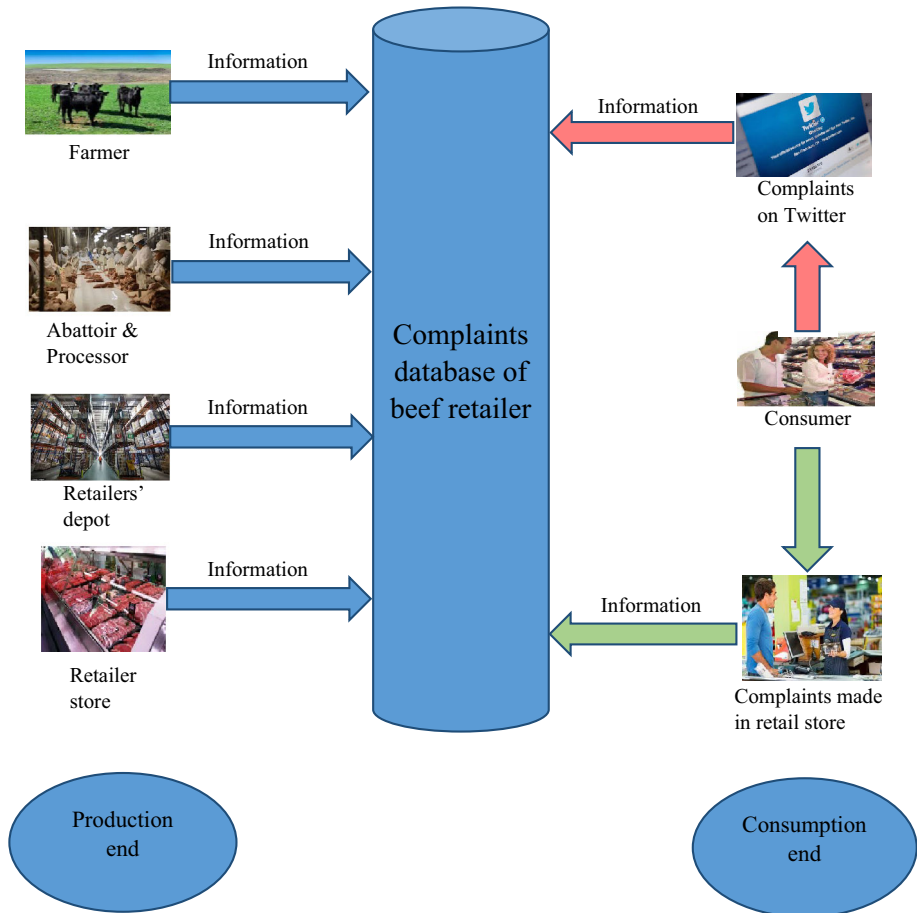 Information
Farmer
Information
Abattoir &
Processor
Information
Retailers’
depot
Information
Retailer
store
Complaints
database of
beef retailer
Information
Complaints
on Twitter
Consumer
Information
Complaints made
in retail store
Production
end
Consumption
end